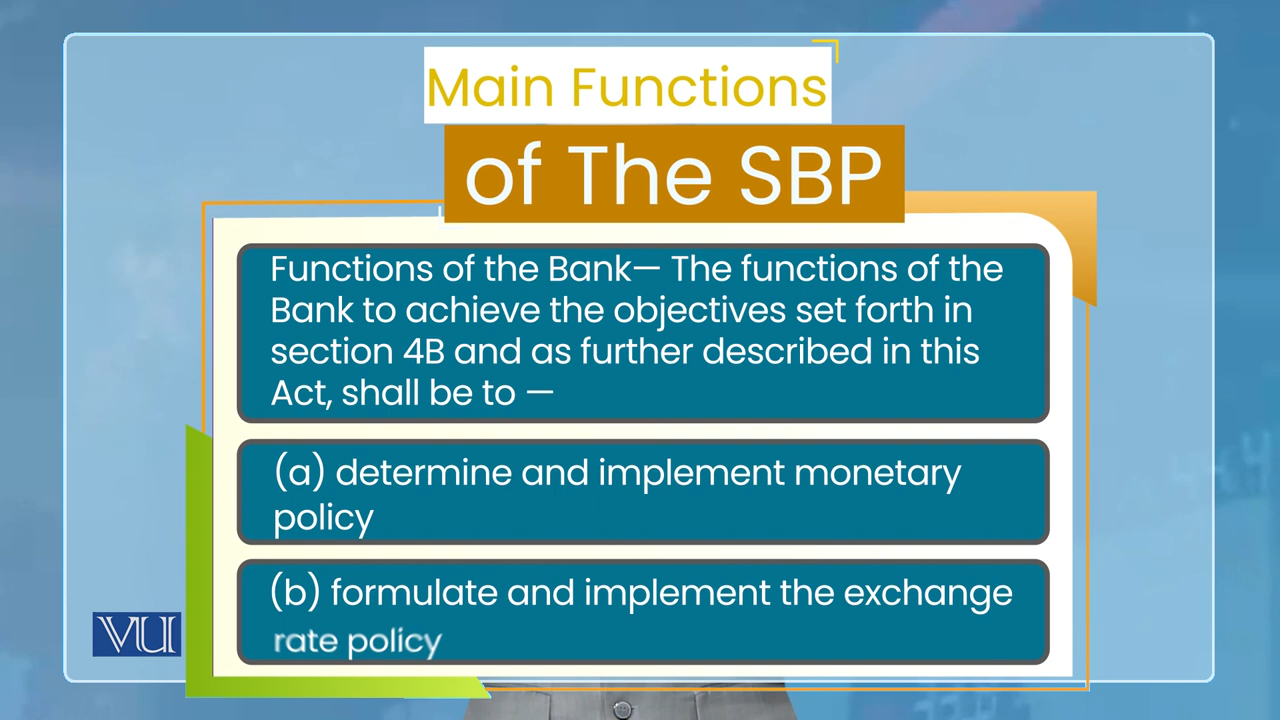 Main Functions
of The SBP
Functions of the Bank— The functions of the
Bank to achieve the objectives set forth in
section 4B and as further described in this
Act, shall be to —
(a) determine and implement monetary
policy
(b) formulate and implement the exchange
rate policy
VU